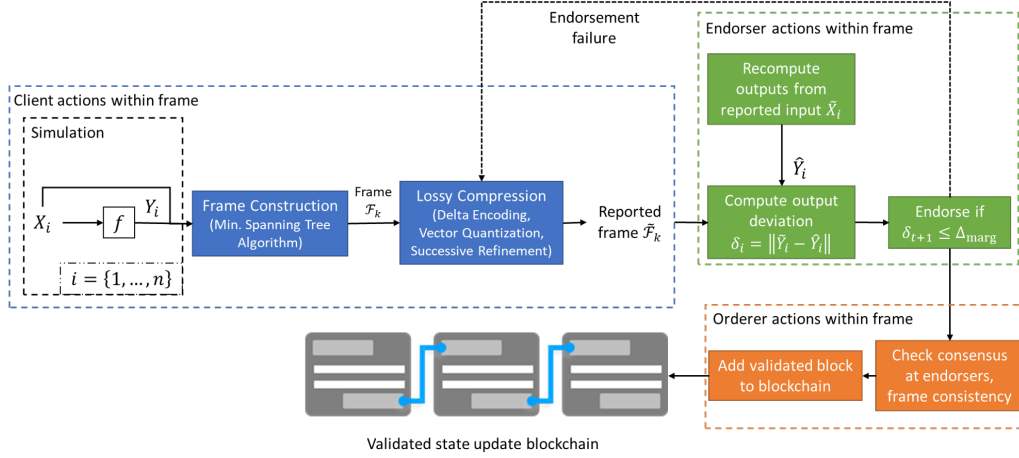 Endorsement
failure
Endorser actions within frame
Recompute
outputs from
reported input X̃ᵢ
Ŷᵢ
Client actions within frame
Simulation
Xᵢ
f
Yᵢ
i = {1, … , n}
Frame Construction
(Min. Spanning Tree
Algorithm)
Frame
ℱₖ
Lossy Compression
(Delta Encoding,
Vector Quantization,
Successive Refinement)
Reported
frame ℱ̃ₖ
Compute output
deviation
δᵢ = ‖Ỹᵢ − Ŷᵢ‖
Endorse if
δₜ₊₁ ≤ Δ_marg
Orderer actions within frame
Check consensus
at endorsers,
frame consistency
Add validated block
to blockchain
Validated state update blockchain